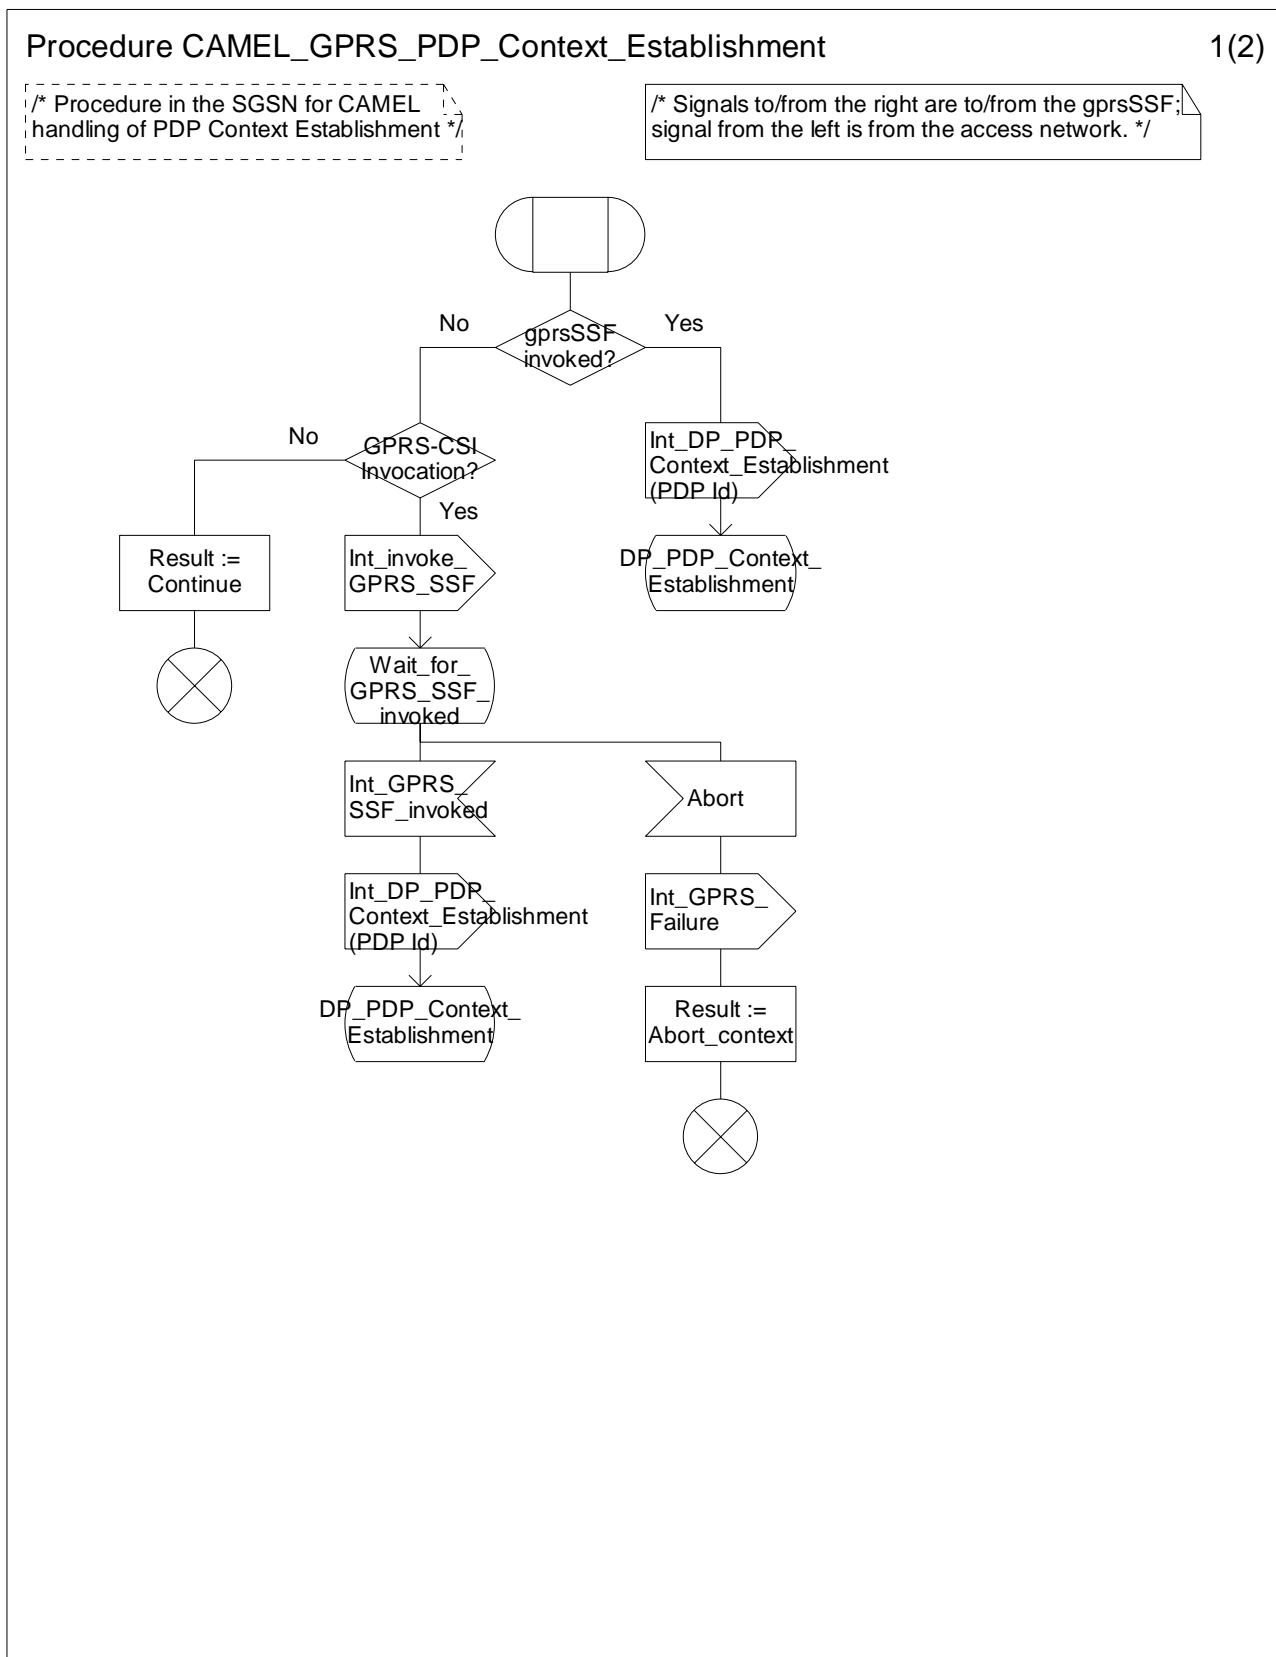 Procedure CAMEL_GPRS_PDP_Context_Establishment
1(2)
/* Procedure in the SGSN for CAMEL
handling of PDP Context Establishment */
/* Signals to/from the right are to/from the gprsSSF;
signal from the left is from the access network. */
gprsSSF
invoked?
No
Yes
GPRS-CSI
Invocation?
No
Yes
Int_DP_PDP_
Context_Establishment
(PDP Id)
DP_PDP_Context_
Establishment
Result :=
Continue
Int_invoke_
GPRS_SSF
Wait_for_
GPRS_SSF_
invoked
Int_GPRS_
SSF_invoked
Abort
Int_DP_PDP_
Context_Establishment
(PDP Id)
Int_GPRS_
Failure
DP_PDP_Context_
Establishment
Result :=
Abort_context